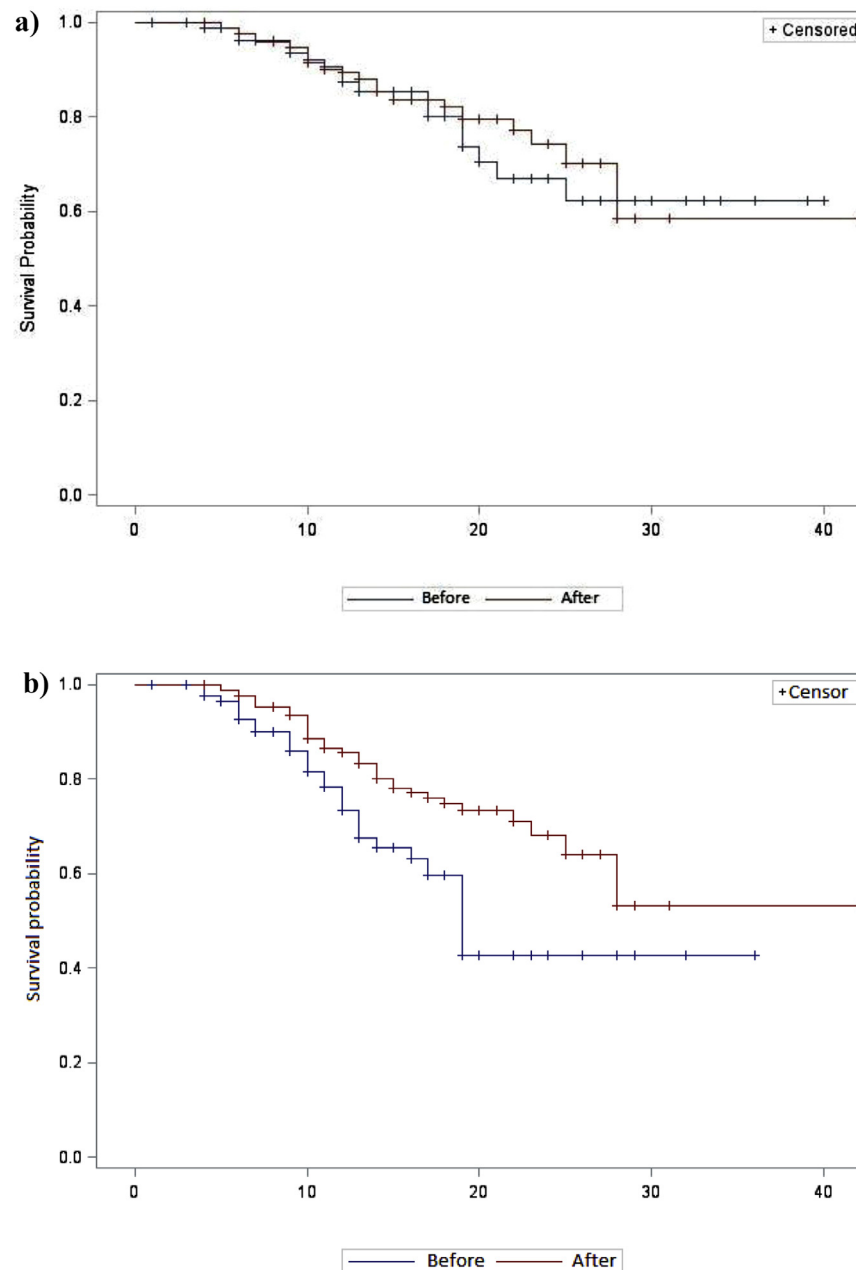 a)
+ Censored
Survival Probability
1.0
0.8
0.6
0.4
0.2
0.0
0 10 20 30 40
Before After
b)
+Censor
Survival probability
1.0
0.8
0.6
0.4
0.2
0.0
0 10 20 30 40
Before After